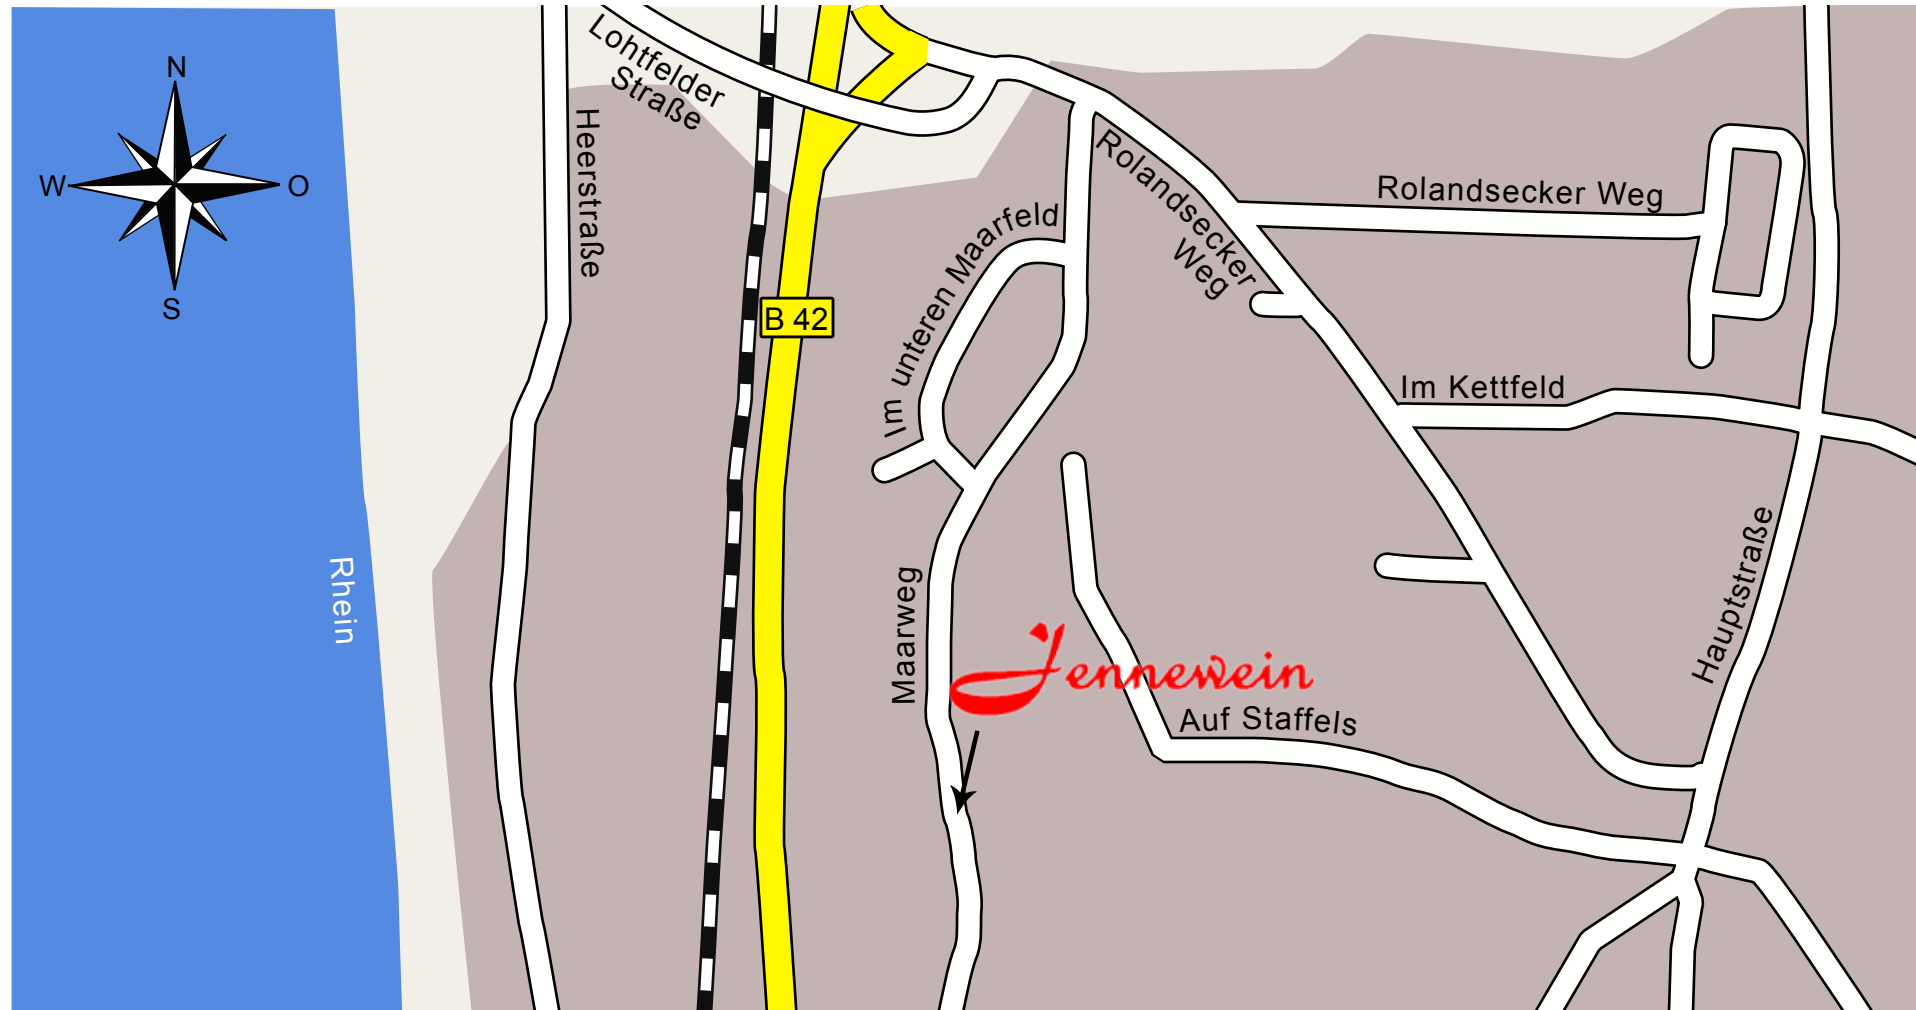 N
W
O
S
Lohtfelder
Straße
Heerstraße
Rhein
B 42
Im unteren Maarfeld
Rolandsecker
Weg
Rolandsecker Weg
Im Kettfeld
Maarweg
Jennewein
Auf Staffels
Hauptstraße